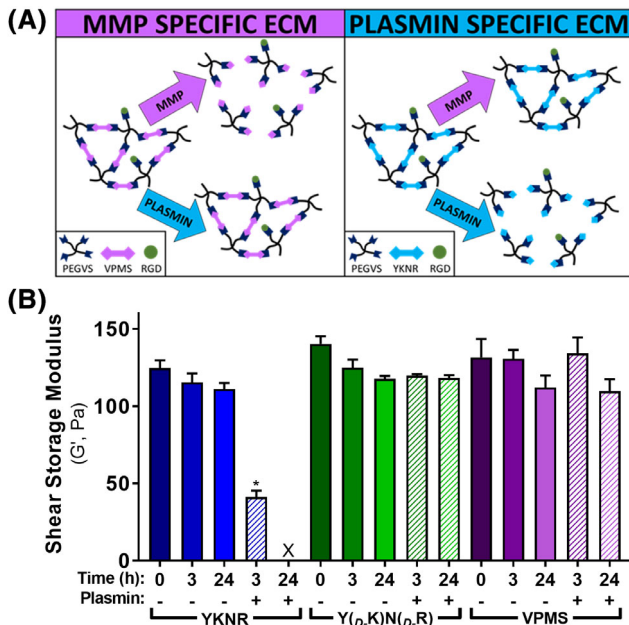 (A)
MMP SPECIFIC ECM
PLASMIN SPECIFIC ECM
MMP
PLASMIN
PEGVS VPMS RGD
MMP
PLASMIN
PEGVS YKNR RGD
(B)
Shear Storage Modulus
(G', Pa)
150
100
50
0
*
X
Time (h): 0 3 24 3 24 0 3 24 3 24 0 3 24 3 24
Plasmin: - - - + + - - - + + - - - + +
YKNR Y(D-K)N(D-R) VPMS